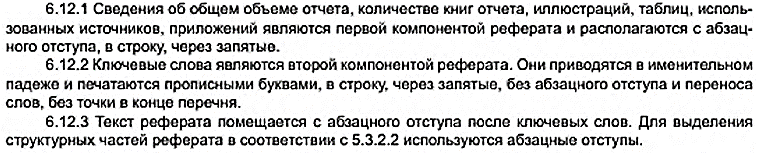 6.12.1 Сведения об общем объеме отчета, количестве книг отчета, иллюстраций, таблиц, исполь-
зованных источников, приложений являются первой компонентой реферата и располагаются с абзац-
ного отступа, в строку, через запятые.
6.12.2 Ключевые слова являются второй компонентой реферата. Они приводятся в именительном
падеже и печатаются прописными буквами, в строку, через запятые, без абзацного отступа и переноса
слов, без точки в конце перечня.
6.12.3 Текст реферата помещается с абзацного отступа после ключевых слов. Для выделения
структурных частей реферата в соответствии с 5.3.2.2 используются абзацные отступы.